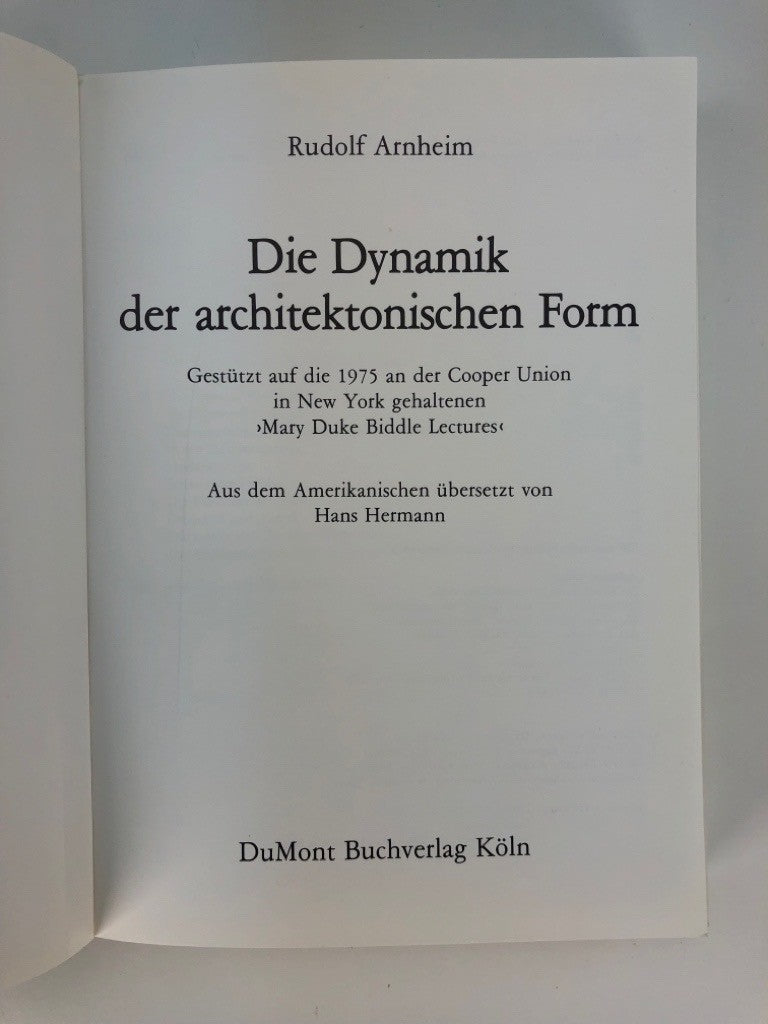 Rudolf Arnheim
Die Dynamik
der architektonischen Form
Gestützt auf die 1975 an der Cooper Union
in New York gehaltenen
›Mary Duke Biddle Lectures‹
Aus dem Amerikanischen übersetzt von
Hans Hermann
DuMont Buchverlag Köln